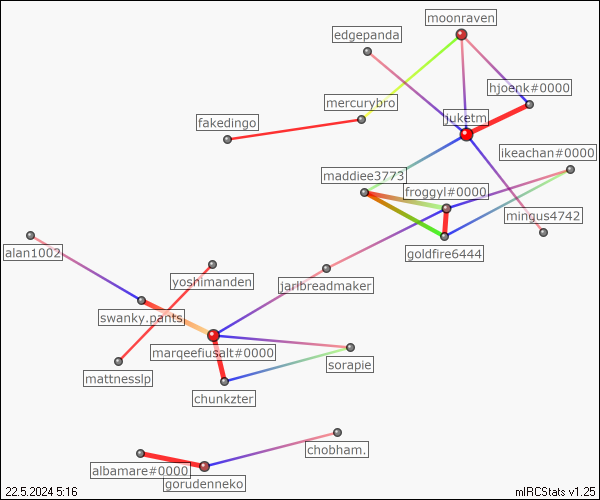 moonraven
edgepanda
hjoenk#0000
mercurybro
juketm
fakedingo
ikeachan#0000
maddiee3773
froggyl#0000
mingus4742
alan1002
goldfire6444
yoshimanden
jarlbreadmaker
swanky.pants
marqeefiusalt#0000
sorapie
mattnesslp
chunkzter
chobham.
albamare#0000
gorudenneko
22.5.2024 5:16
mIRCStats v1.25